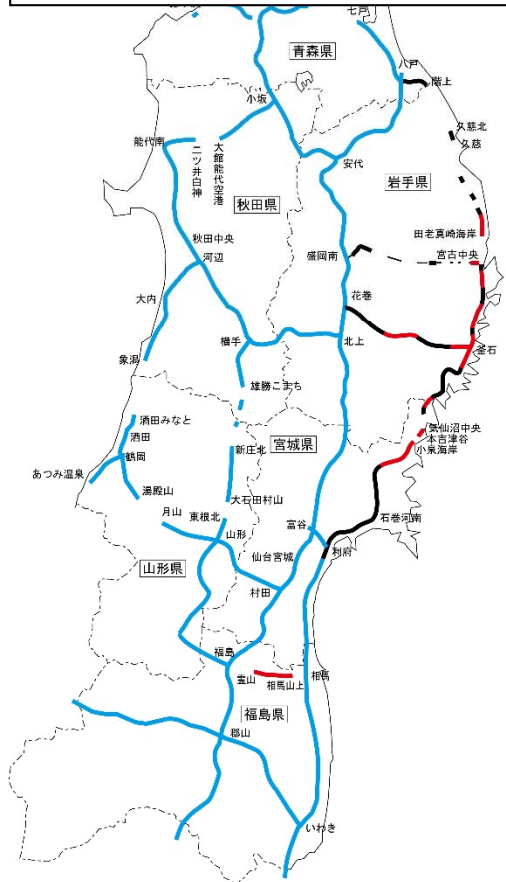 七戸
青森県
八戸
階上
小坂
久慈北
久慈
能代南
二ツ井白神
大館能代空港
安代
岩手県
秋田県
田老真崎海岸
秋田中央
河辺
盛岡南
宮古中央
大内
花巻
横手
北上
釜石
象潟
雄勝こまち
酒田みなと
酒田
気仙沼中央
本吉津谷
小泉海岸
宮城県
新庄北
鶴岡
あつみ温泉
湯殿山
大石田村山
月山
東根北
石巻河南
富谷
山形
利府
仙台宮城
山形県
村田
福島
霊山
相馬山上
相馬
福島県
郡山
いわき